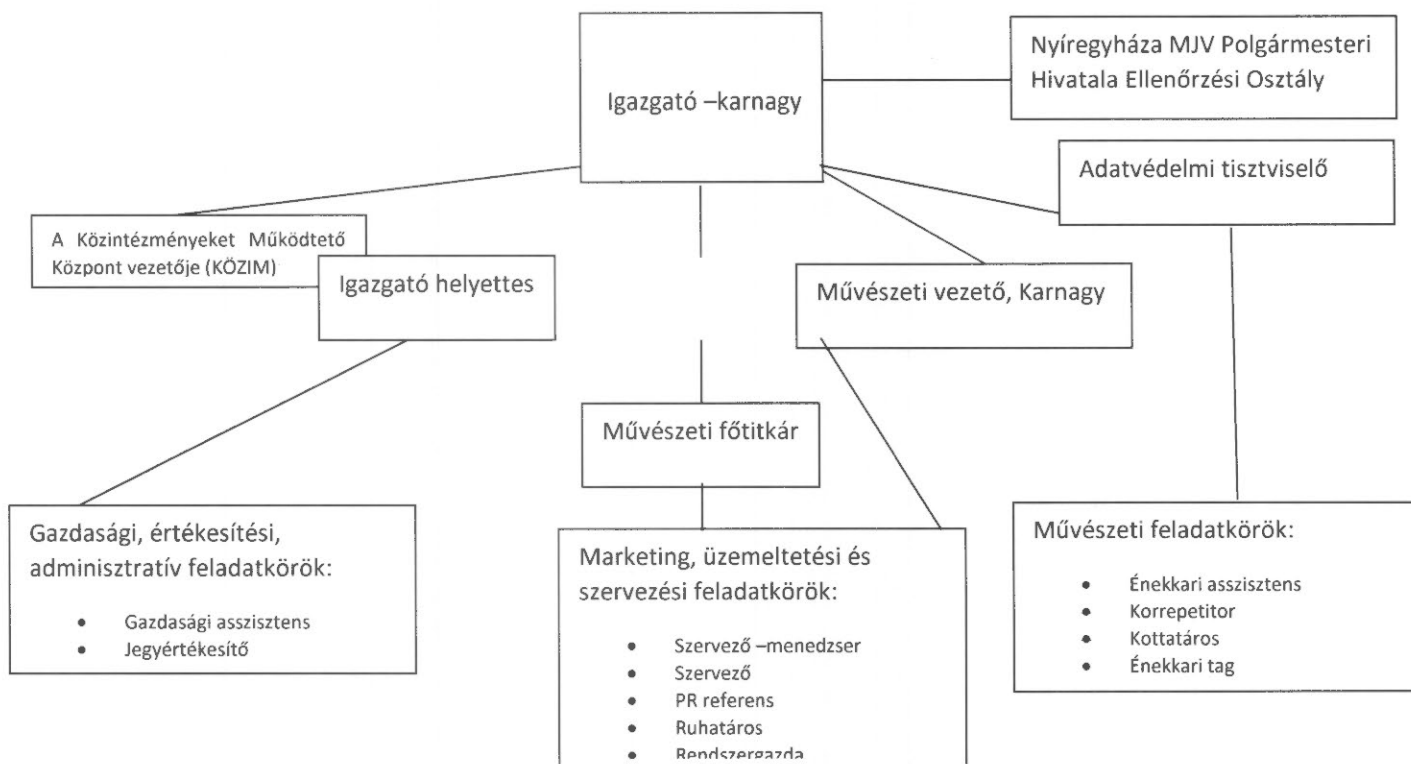 Igazgató –karnagy
Nyíregyháza MJV Polgármesteri
Hivatala Ellenőrzési Osztály
Adatvédelmi tisztviselő
A Közintézményeket Működtető
Központ vezetője (KÖZIM)
Igazgató helyettes
Művészeti vezető, Karnagy
Művészeti főtitkár
Gazdasági, értékesítési,
adminisztratív feladatkörök:
• Gazdasági asszisztens
• Jegyértékesítő
Marketing, üzemeltetési és
szervezési feladatkörök:
• Szervező –menedzser
• Szervező
• PR referens
• Ruhatáros
• Rendszergazda
Művészeti feladatkörök:
• Énekkari asszisztens
• Korrepetitor
• Kottatáros
• Énekkari tag